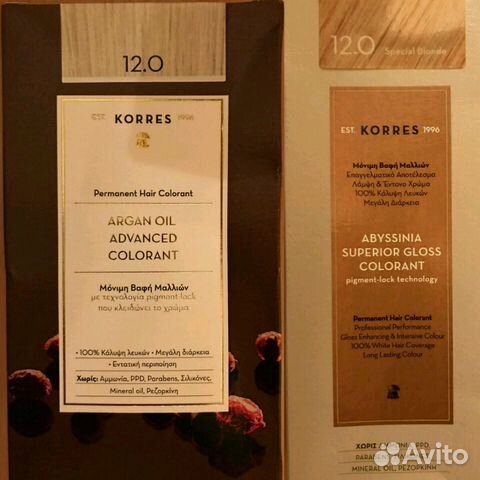 12.0
EST. KORRES 1996
Permanent Hair Colorant
ARGAN OIL
ADVANCED
COLORANT
Μόνιμη Βαφή Μαλλιών
με τεχνολογία pigment-lock
που κλειδώνει το χρώμα
• 100% Κάλυψη λευκών • Μεγάλη διάρκεια
• Εντατική περιποίηση
Χωρίς: Αμμωνία, PPD, Parabens, Σιλικόνες,
Mineral oil, Ρεζορκίνη
12.0 Special Blonde
EST. KORRES 1996
Μόνιμη Βαφή Μαλλιών
Επαγγελματικό Αποτέλεσμα
Λάμψη & Έντονο Χρώμα
100% Κάλυψη Λευκών
Μεγάλη Διάρκεια
ABYSSINIA
SUPERIOR GLOSS
COLORANT
pigment-lock technology
Permanent Hair Colorant
Professional Performance
Gloss Enhancing & Intensive Colour
100% White Hair Coverage
Long Lasting Colour
ΧΩΡΙΣ ΑΜΜΩΝΙΑ, PPD,
PARABENS,
MINERAL OIL, ΡΕΖΟΡΚΙΝΗ
Avito